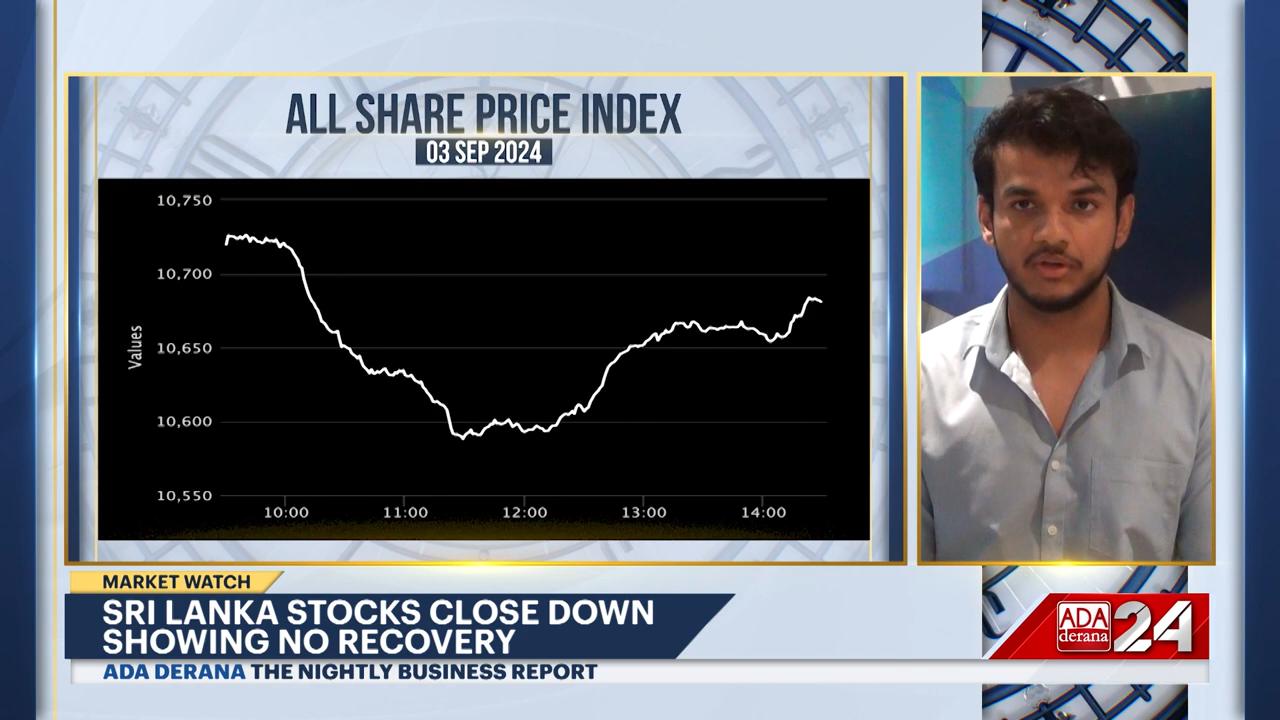 ALL SHARE PRICE INDEX
03 SEP 2024
10,750
10,700
10,650
10,600
10,550
Values
10:00 11:00 12:00 13:00 14:00
MARKET WATCH
SRI LANKA STOCKS CLOSE DOWN
SHOWING NO RECOVERY
ADA DERANA THE NIGHTLY BUSINESS REPORT
ADA
derana
24